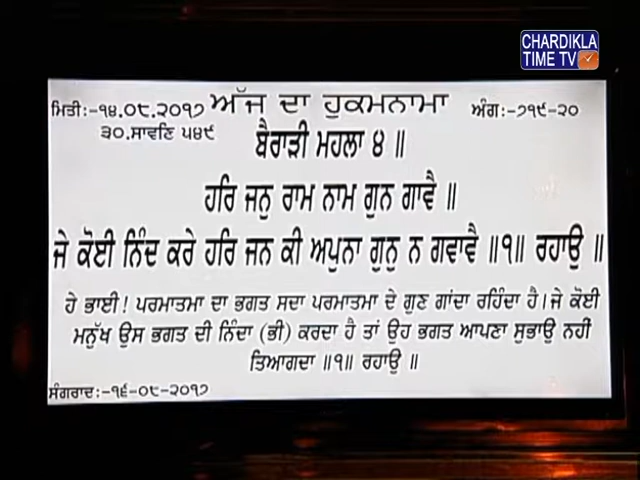 CHARDIKLA
TIME TV
ਮਿਤੀ:-੧੪.੦੮.੨੦੧੭ ਅੱਜ ਦਾ ਹੁਕਮਨਾਮਾ ਅੰਗ:-੭੧੯-੨੦
੩੦.ਸਾਵਣਿ ੫੪੯
ਬੈਰਾੜੀ ਮਹਲਾ ੪ ॥
ਹਰਿ ਜਨੁ ਰਾਮ ਨਾਮ ਗੁਨ ਗਾਵੈ ॥
ਜੇ ਕੋਈ ਨਿੰਦ ਕਰੇ ਹਰਿ ਜਨ ਕੀ ਅਪੁਨਾ ਗੁਨੁ ਨ ਗਵਾਵੈ ॥੧॥ ਰਹਾਉ ॥
ਹੇ ਭਾਈ! ਪਰਮਾਤਮਾ ਦਾ ਭਗਤ ਸਦਾ ਪਰਮਾਤਮਾ ਦੇ ਗੁਣ ਗਾਂਦਾ ਰਹਿੰਦਾ ਹੈ।ਜੇ ਕੋਈ
ਮਨੁੱਖ ਉਸ ਭਗਤ ਦੀ ਨਿੰਦਾ (ਭੀ) ਕਰਦਾ ਹੈ ਤਾਂ ਉਹ ਭਗਤ ਆਪਣਾ ਸੁਭਾਉ ਨਹੀ
ਤਿਆਗਦਾ ॥੧॥ ਰਹਾਉ ॥
ਸੰਗਰਾਦ:-੧੬-੦੮-੨੦੧੭